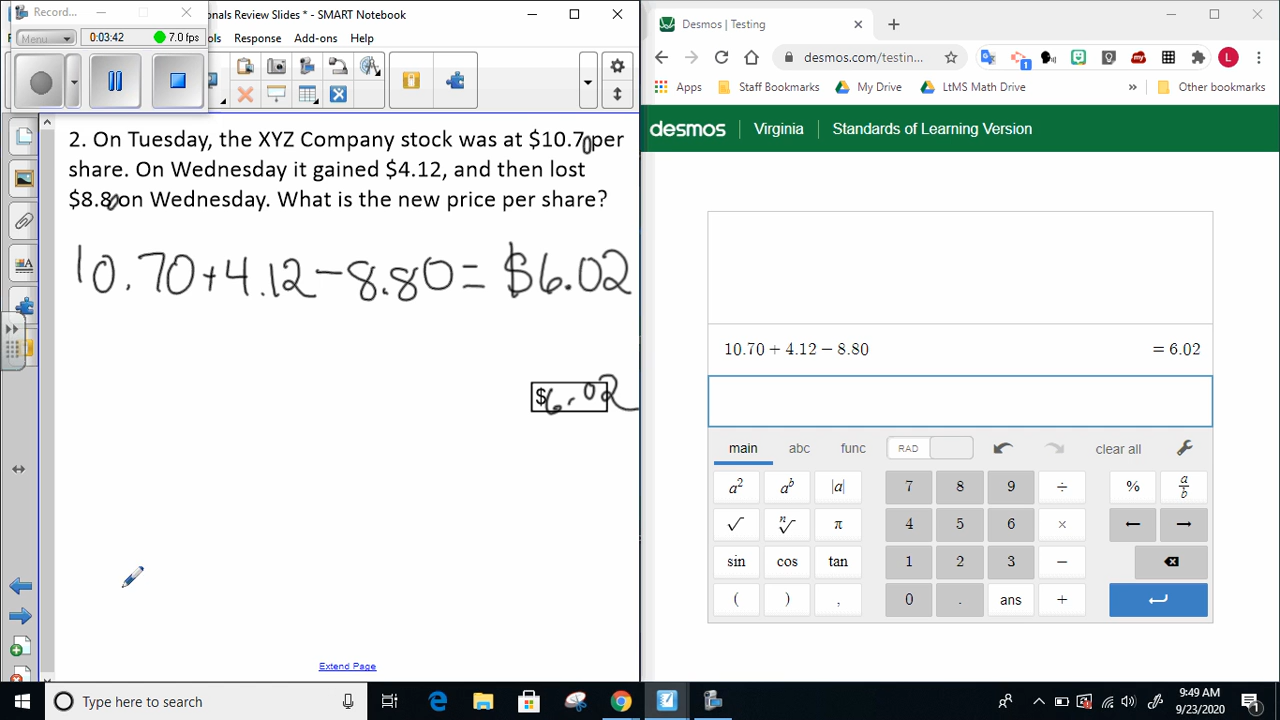 Record...
Menu
0:03:42
7.0 fps
onals Review Slides * - SMART Notebook
ols Response Add-ons Help
2. On Tuesday, the XYZ Company stock was at $10.70 per
share. On Wednesday it gained $4.12, and then lost
$8.80 on Wednesday. What is the new price per share?
10.70+4.12-8.80= $6.02
$6.02
Extend Page
Desmos | Testing
desmos.com/testin...
1
L
Apps My Drive LtMS Math Drive » Other bookmarks
desmos Virginia Standards of Learning Version
10.70 + 4.12 − 8.80 = 6.02
main abc func RAD clear all
a² aᵇ |a| 7 8 9 ÷ % a/b
√ ⁿ√ π 4 5 6 × ← →
sin cos tan 1 2 3 −
( ) , 0 . ans +
Type here to search
9:49 AM
9/23/2020
1